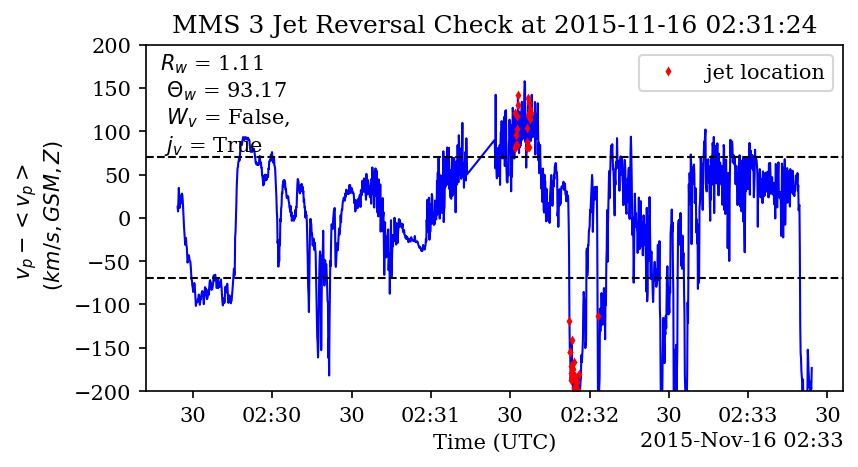 MMS 3 Jet Reversal Check at 2015-11-16 02:31:24
R_w = 1.11
Θ_w = 93.17
W_v = False,
j_v = True
jet location
v_p − < v_p >
(km/s, GSM, Z)
200
150
100
50
0
−50
−100
−150
−200
30 02:30 30 02:31 30 02:32 30 02:33 30
Time (UTC)
2015-Nov-16 02:33